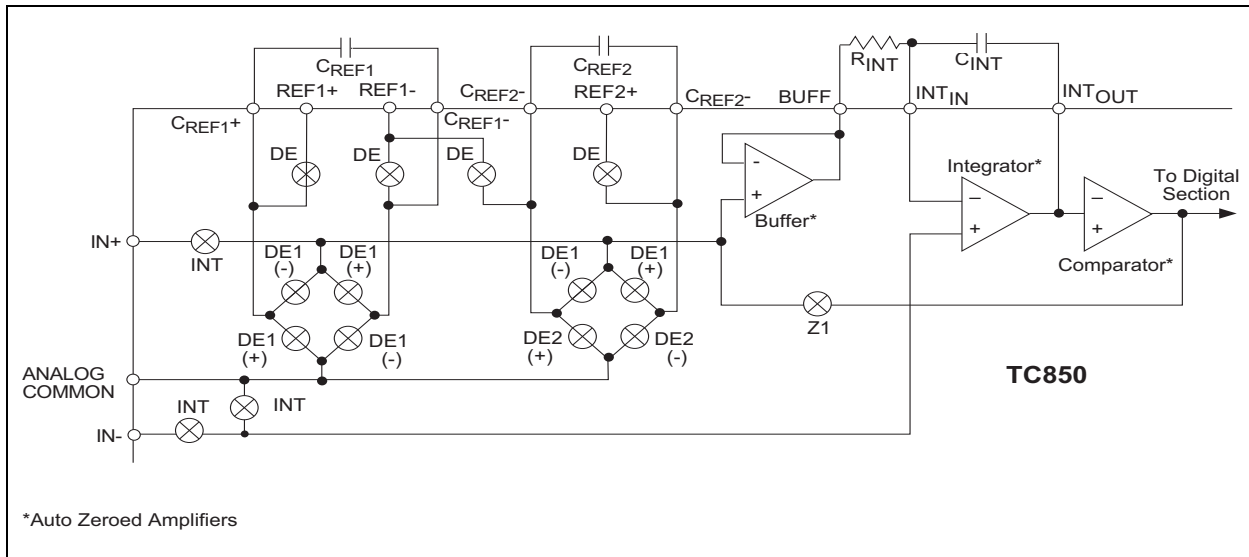 CREF1
CREF2
RINT
CINT
REF1+
REF1-
CREF2-
REF2+
CREF2-
BUFF
INTIN
INTOUT
CREF1+
CREF1-
DE
DE
DE
DE
-
+
Buffer*
Integrator*
−
+
−
+
Comparator*
To Digital
Section
IN+
INT
DE1
(-)
DE1
(+)
DE1
(-)
DE1
(+)
DE1
(+)
DE1
(-)
DE2
(+)
DE2
(-)
Z1
ANALOG
COMMON
INT
INT
IN-
TC850
*Auto Zeroed Amplifiers